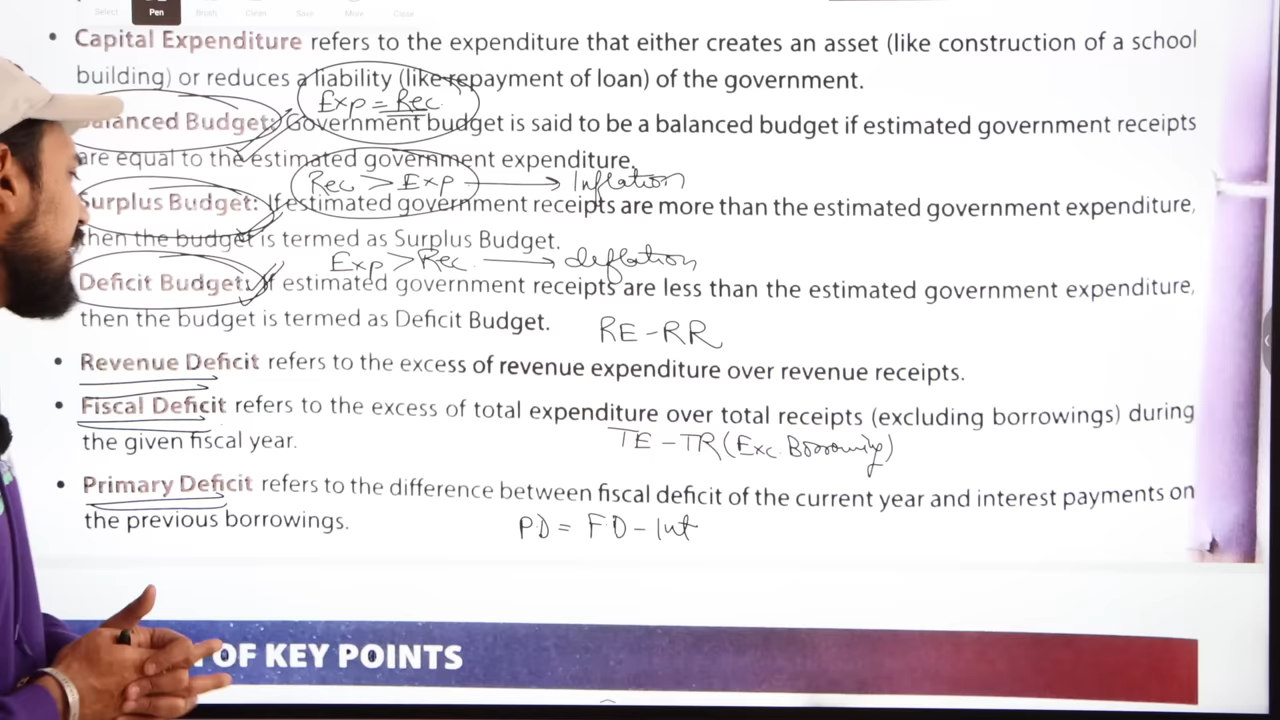 Select Pen Brush Clean Save More Close
• Capital Expenditure refers to the expenditure that either creates an asset (like construction of a school
building) or reduces a liability (like repayment of loan) of the government.
Exp = Rec.
alanced Budget: Government budget is said to be a balanced budget if estimated government receipts
are equal to the estimated government expenditure.
Rec > Exp → Inflation
Surplus Budget: If estimated government receipts are more than the estimated government expenditure,
then the budget is termed as Surplus Budget.
Exp > Rec. → deflation
Deficit Budget: If estimated government receipts are less than the estimated government expenditure,
then the budget is termed as Deficit Budget.
RE - RR
• Revenue Deficit refers to the excess of revenue expenditure over revenue receipts.
• Fiscal Deficit refers to the excess of total expenditure over total receipts (excluding borrowings) during
the given fiscal year.
TE - TR (Exc. Borrowing)
• Primary Deficit refers to the difference between fiscal deficit of the current year and interest payments on
the previous borrowings.
PD = FD - Int
OF KEY POINTS